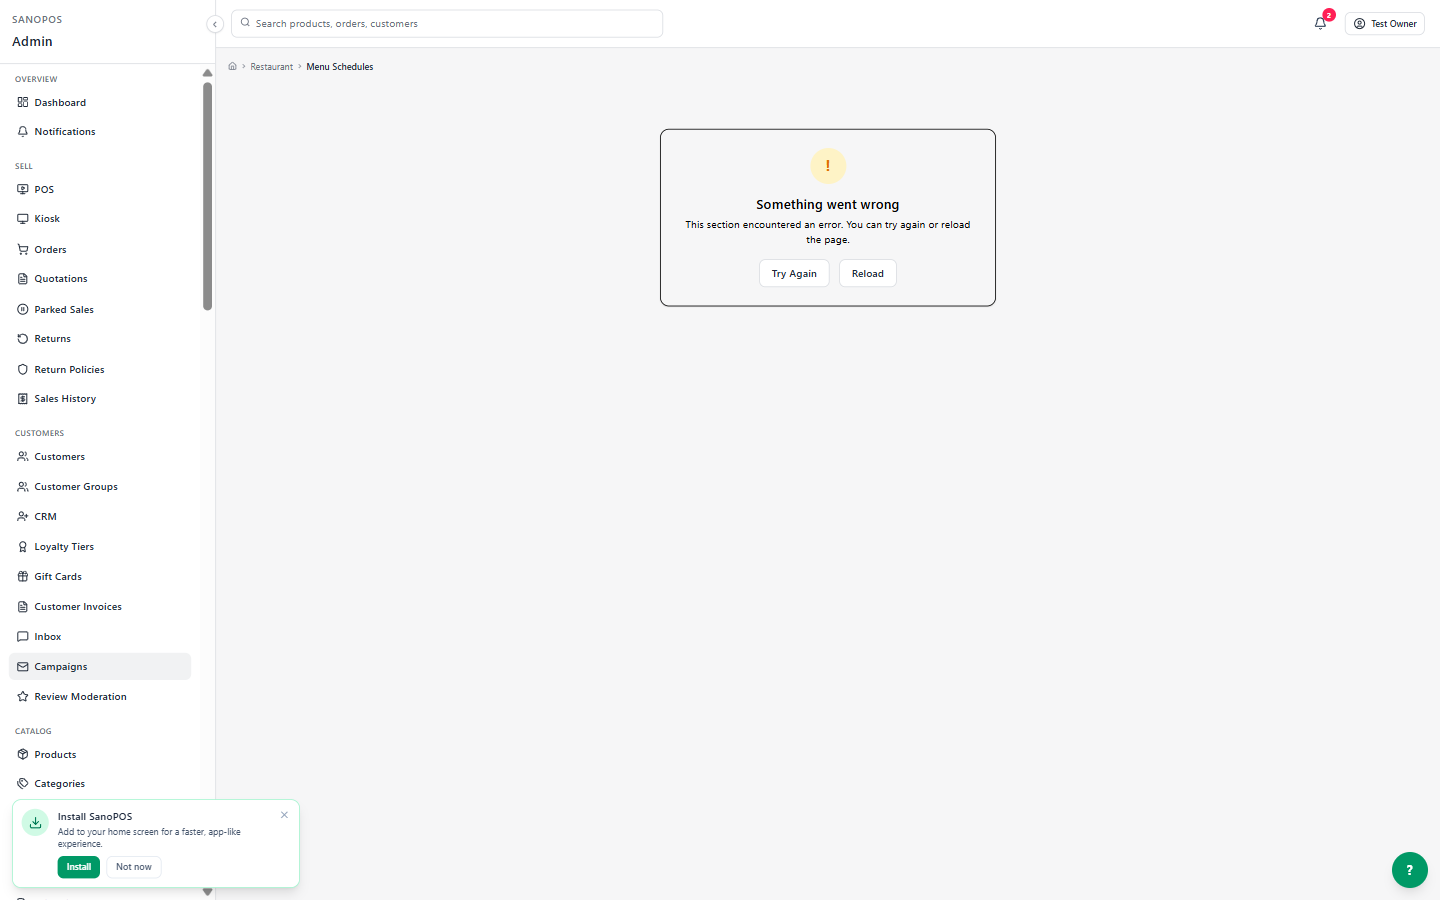 SANOPOS
Admin
Search products, orders, customers
2
Test Owner
Restaurant > Menu Schedules
OVERVIEW
Dashboard
Notifications
SELL
POS
Kiosk
Orders
Quotations
Parked Sales
Returns
Return Policies
Sales History
CUSTOMERS
Customers
Customer Groups
CRM
Loyalty Tiers
Gift Cards
Customer Invoices
Inbox
Campaigns
Review Moderation
CATALOG
Products
Categories
!
Something went wrong
This section encountered an error. You can try again or reload
the page.
Try Again
Reload
Install SanoPOS
Add to your home screen for a faster, app-like
experience.
Install
Not now
?